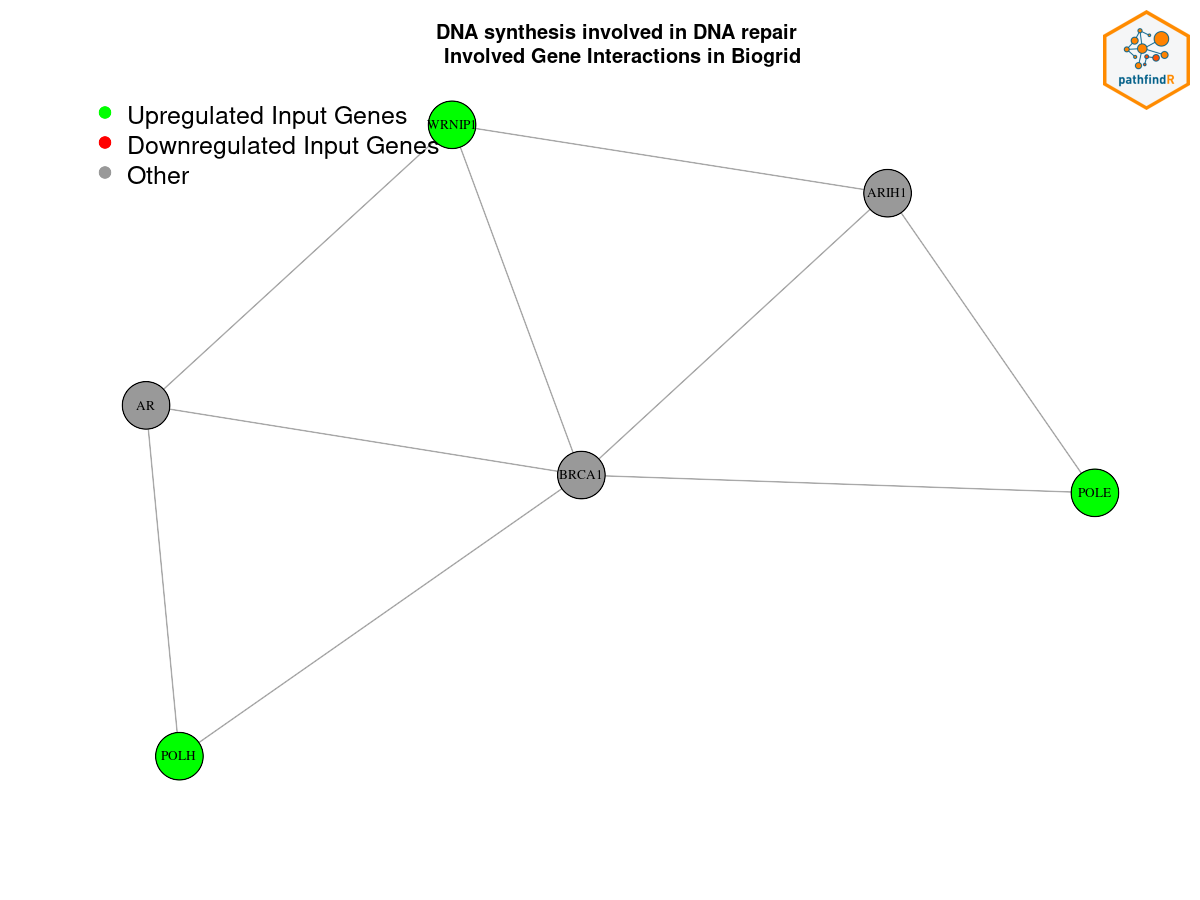 DNA synthesis involved in DNA repair
Involved Gene Interactions in Biogrid
pathfindR
Upregulated Input Genes
Downregulated Input Genes
Other
WRNIP1
ARIH1
AR
BRCA1
POLE
POLH